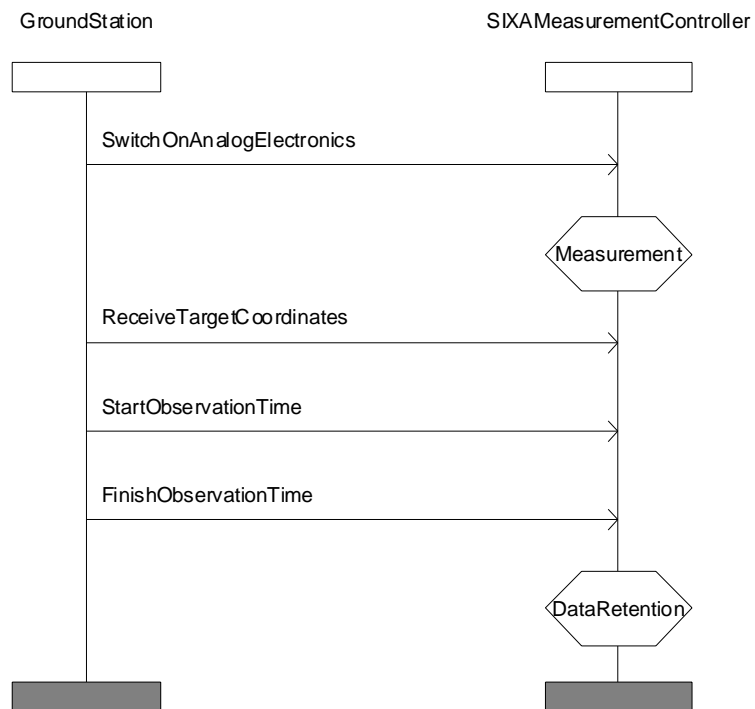 GroundStation
SIXAMeasurementController
SwitchOnAnalogElectronics
Measurement
ReceiveTargetCoordinates
StartObservationTime
FinishObservationTime
DataRetention